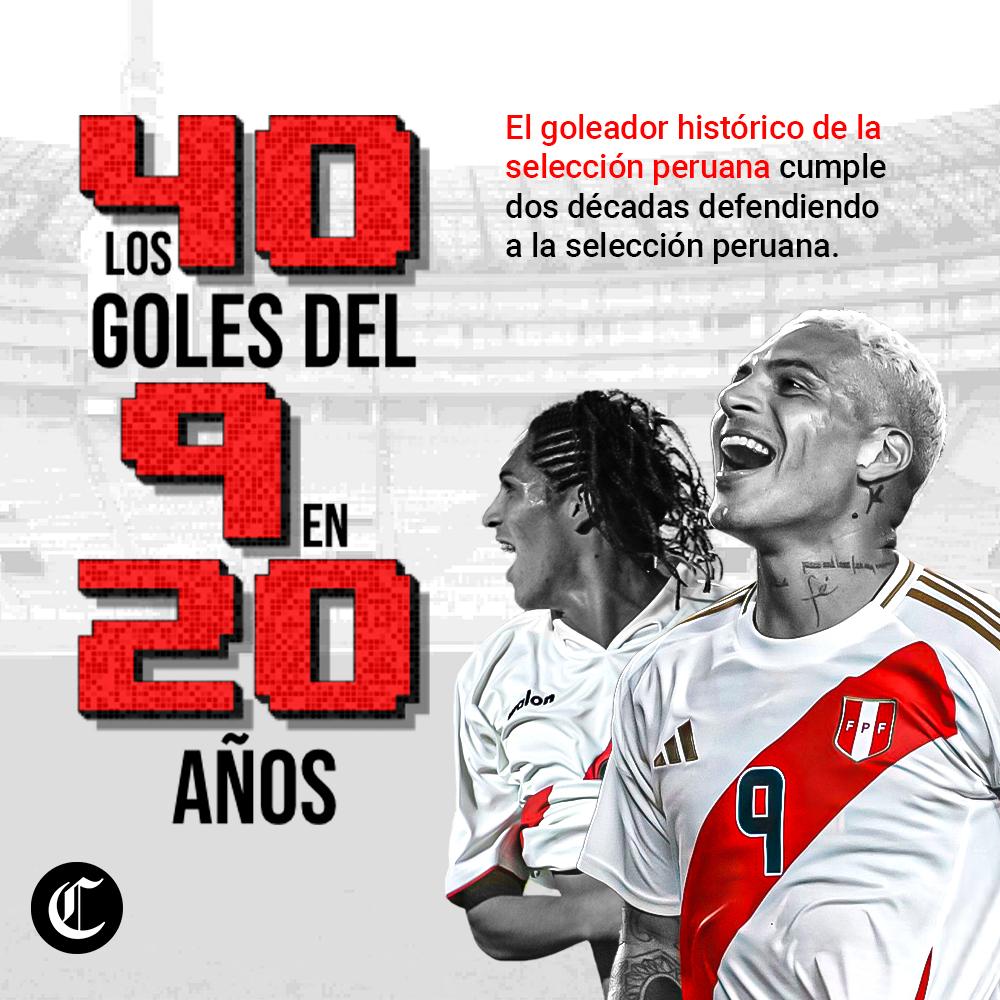 40
LOS
GOLES DEL
9
EN
20
AÑOS
El goleador histórico de la
selección peruana cumple
dos décadas defendiendo
a la selección peruana.
fé
FPF
9
C